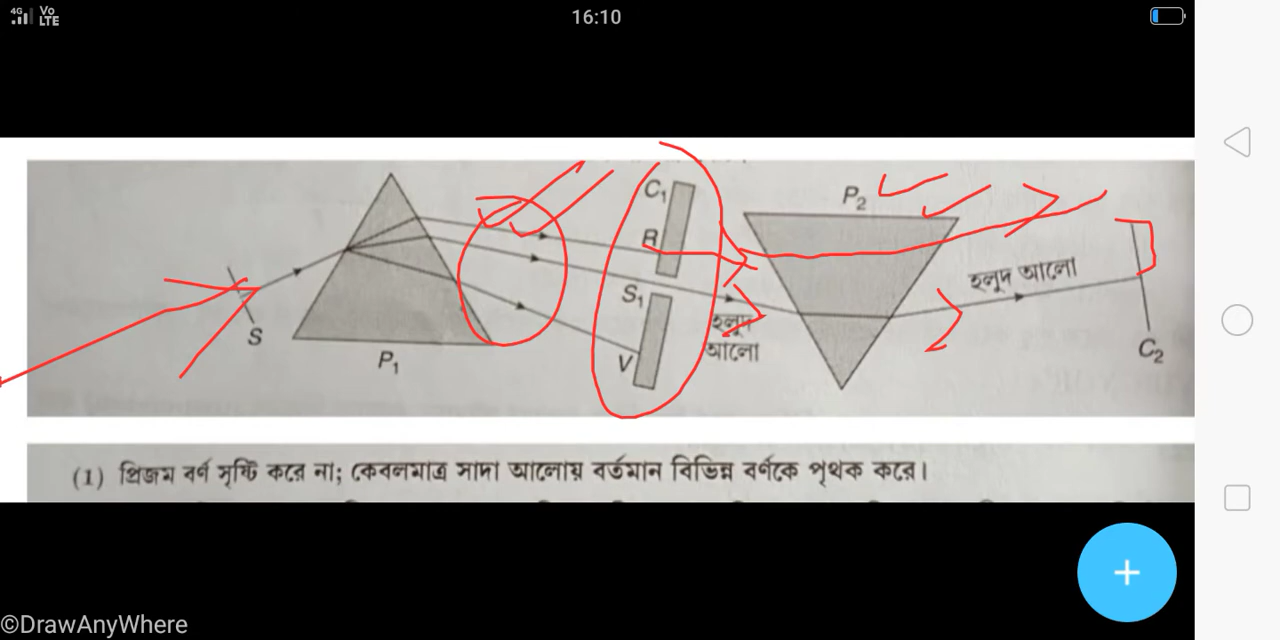 4G Vo LTE 16:10
C₁
P₂
R
S₁
হলুদ আলো
S
হলুদ
আলো
V
P₁
C₂
(1) প্রিজম বর্ণ সৃষ্টি করে না; কেবলমাত্র সাদা আলোয় বর্তমান বিভিন্ন বর্ণকে পৃথক করে।
©DrawAnyWhere